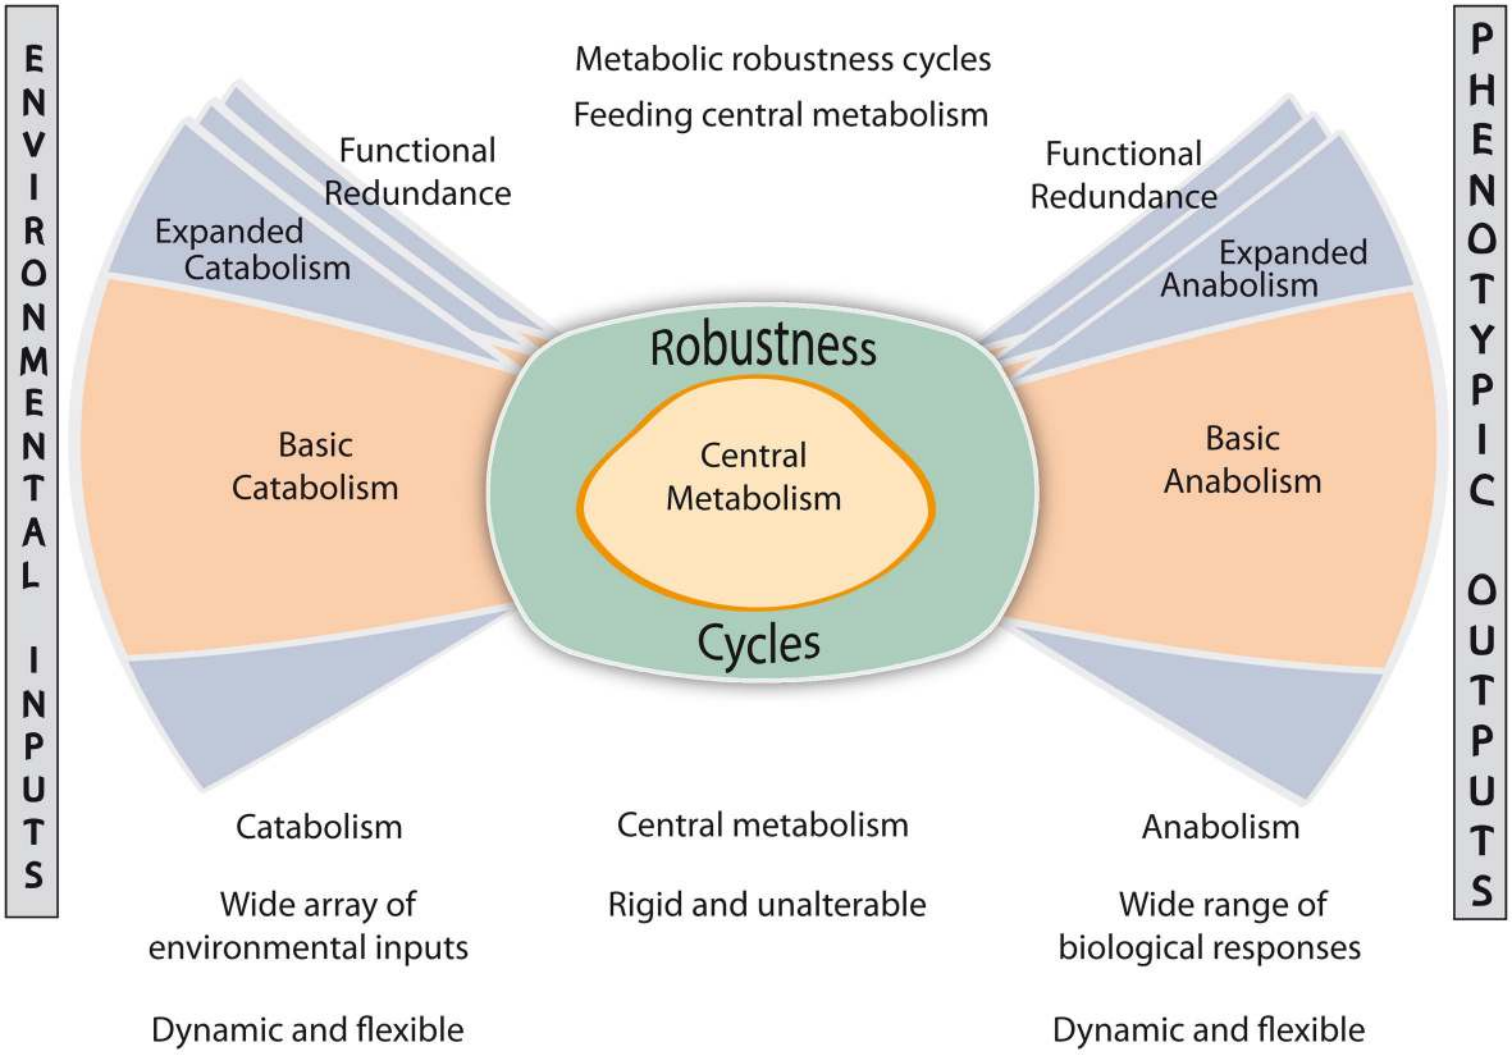 ENVIRONMENTAL INPUTS
Metabolic robustness cycles
Feeding central metabolism
Functional
Redundance
Expanded
Catabolism
Basic
Catabolism
Robustness
Central
Metabolism
Cycles
Functional
Redundance
Expanded
Anabolism
Basic
Anabolism
PHENOTYPIC OUTPUTS
Catabolism
Wide array of
environmental inputs
Dynamic and flexible
Central metabolism
Rigid and unalterable
Anabolism
Wide range of
biological responses
Dynamic and flexible